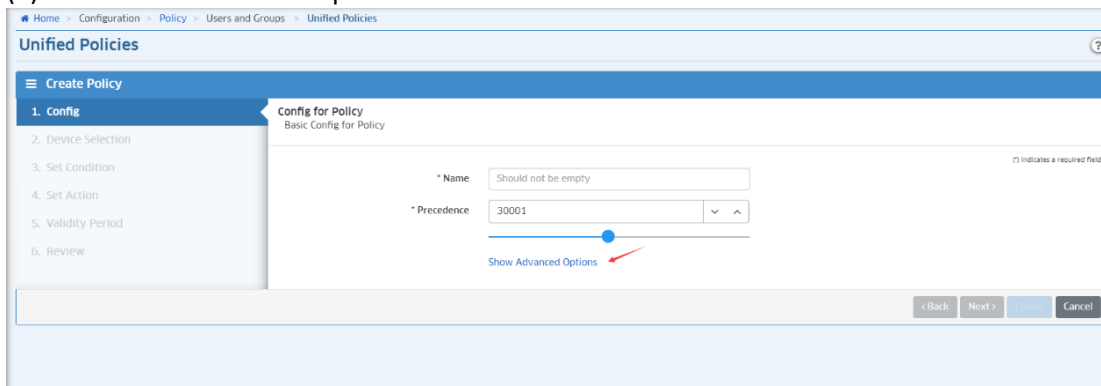 Home > Configuration > Policy > Users and Groups > Unified Policies
Unified Policies
?
Create Policy
1. Config
2. Device Selection
3. Set Condition
4. Set Action
5. Validity Period
6. Review
Config for Policy
Basic Config for Policy
(*) indicates a required field
* Name
Should not be empty
* Precedence
30001
Show Advanced Options
< Back
Next >
Create
Cancel